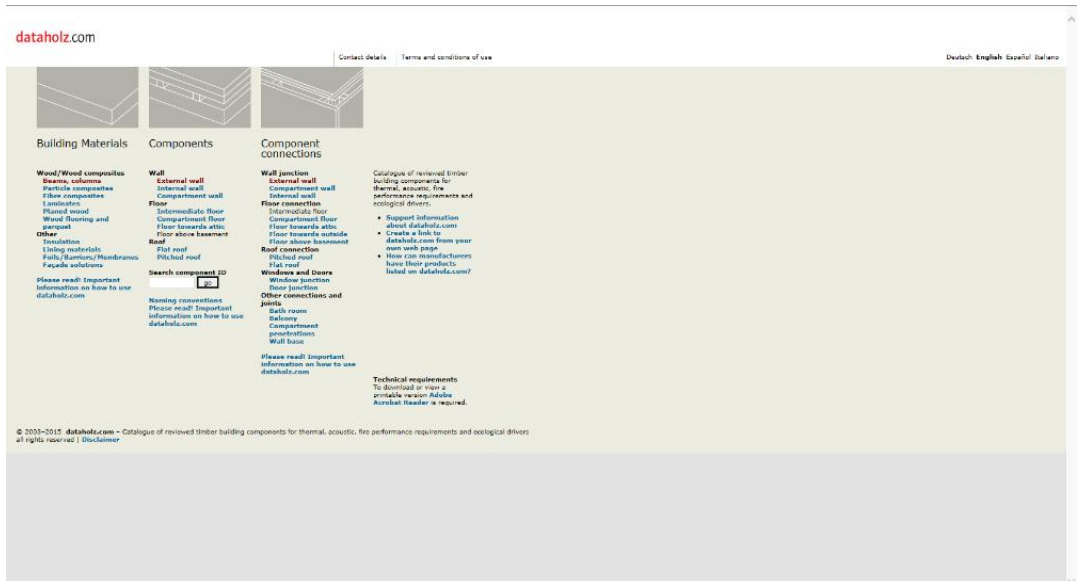 dataholz.com
Contact details Terms and conditions of use
Deutsch English Español Italiano
Building Materials
Wood/Wood composites
Beams, columns
Particle composites
Fibre composites
Laminates
Planed wood
Wood flooring and
parquet
Other
Insulation
Lining materials
Foils/Barriers/Membranes
Façade solutions
Please read! Important
information on how to use
dataholz.com
Components
Wall
External wall
Internal wall
Compartment wall
Floor
Intermediate floor
Compartment floor
Floor towards attic
Floor above basement
Roof
Flat roof
Pitched roof
Search component ID
go
Naming conventions
Please read! Important
information on how to use
dataholz.com
Component
connections
Wall junction
External wall
Compartment wall
Internal wall
Floor connection
Intermediate floor
Compartment floor
Floor towards attic
Floor towards outside
Floor above basement
Roof connection
Pitched roof
Flat roof
Windows and Doors
Window junction
Door junction
Other connections and
joints
Bath room
Balcony
Compartment
penetrations
Wall base
Please read! Important
information on how to use
dataholz.com
Catalogue of reviewed timber
building components for
thermal, acoustic, fire
performance requirements and
ecological drivers.
• Support information
about dataholz.com
• Create a link to
dataholz.com from your
own web page
• How can manufacturers
have their products
listed on dataholz.com?
Technical requirements
To download or view a
printable version Adobe
Acrobat Reader is required.
© 2003-2015 dataholz.com – Catalogue of reviewed timber building components for thermal, acoustic, fire performance requirements and ecological drivers
all rights reserved | Disclaimer